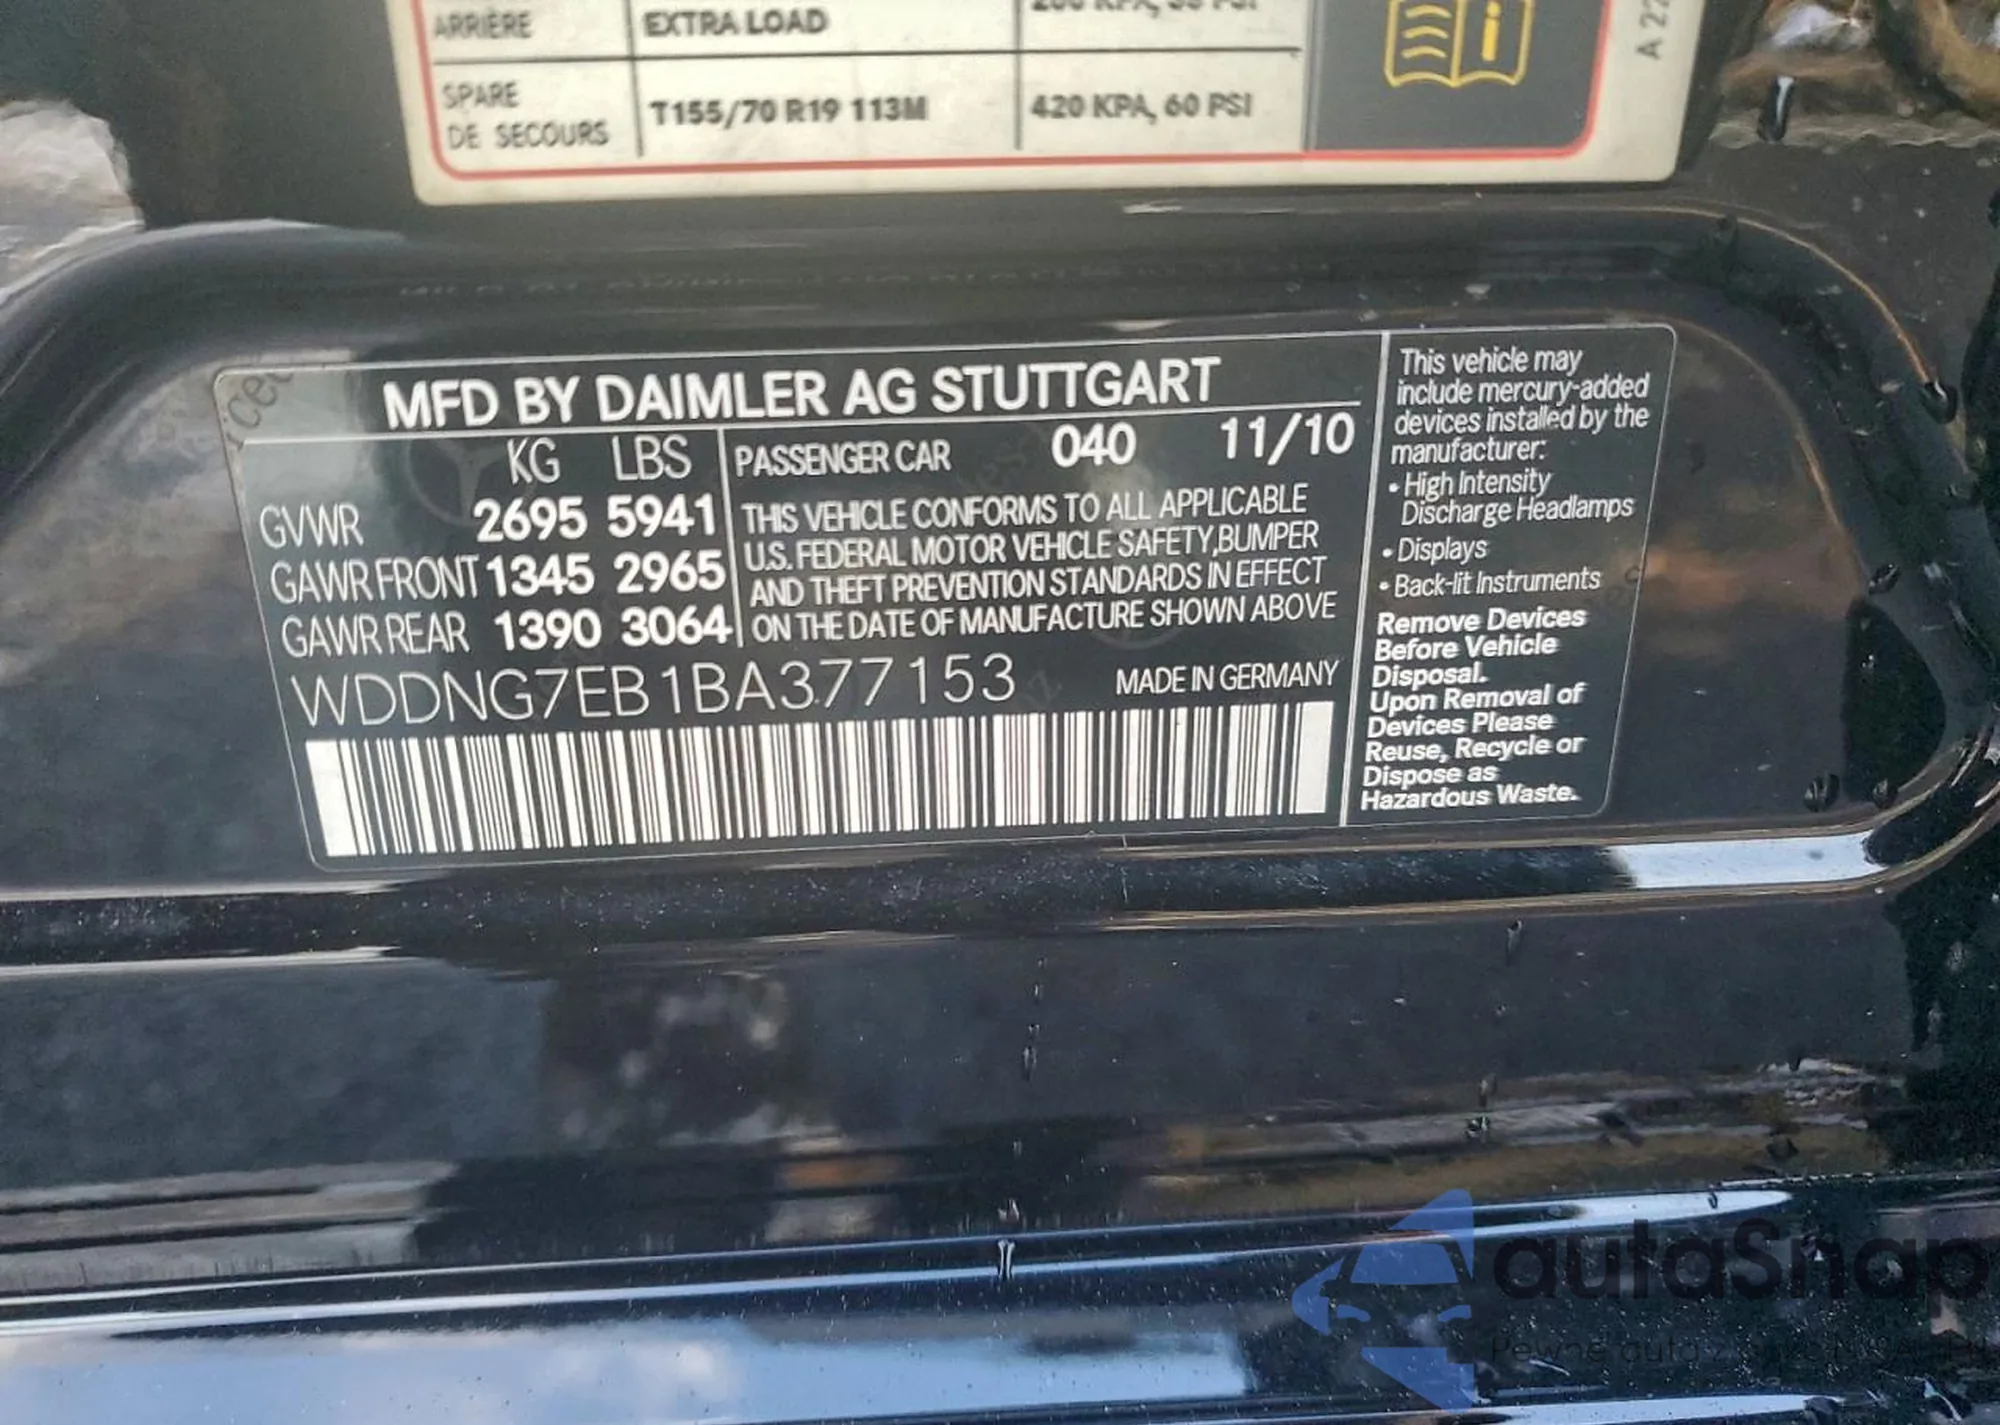 ARRIÈRE EXTRA LOAD
SPARE
DE SECOURS T155/70 R19 113M 420 KPA, 60 PSI
A 22
MFD BY DAIMLER AG STUTTGART
KG LBS
GVWR 2695 5941
GAWR FRONT 1345 2965
GAWR REAR 1390 3064
PASSENGER CAR 040 11/10
THIS VEHICLE CONFORMS TO ALL APPLICABLE
U.S. FEDERAL MOTOR VEHICLE SAFETY,BUMPER
AND THEFT PREVENTION STANDARDS IN EFFECT
ON THE DATE OF MANUFACTURE SHOWN ABOVE
WDDNG7EB1BA377153 MADE IN GERMANY
This vehicle may
include mercury-added
devices installed by the
manufacturer:
• High Intensity
Discharge Headlamps
• Displays
• Back-lit Instruments
Remove Devices
Before Vehicle
Disposal.
Upon Removal of
Devices Please
Reuse, Recycle or
Dispose as
Hazardous Waste.
autaSnap
Pewne auta z